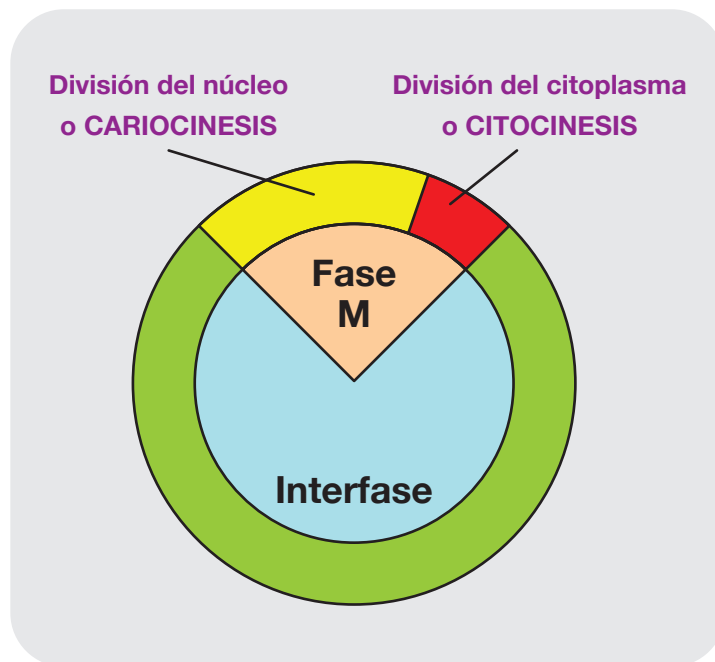 División del núcleo
o CARIOCINESIS
División del citoplasma
o CITOCINESIS
Fase
M
Interfase